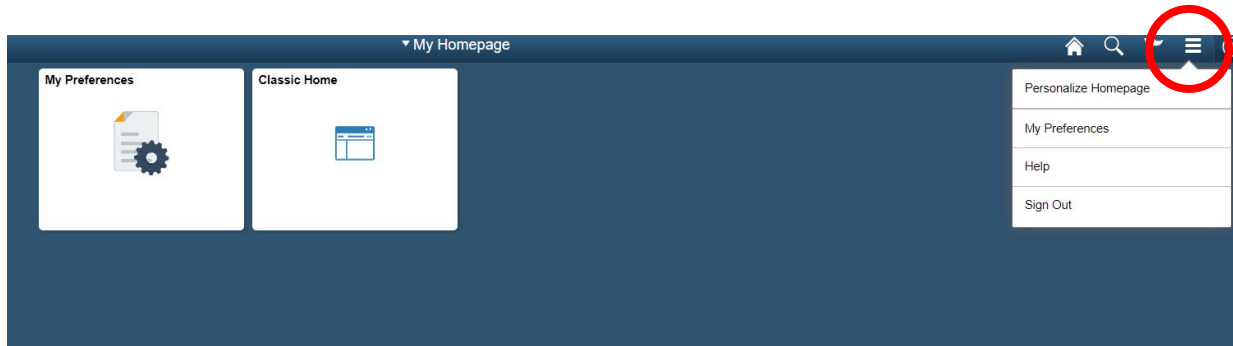 My Homepage
My Preferences
Classic Home
Personalize Homepage
My Preferences
Help
Sign Out